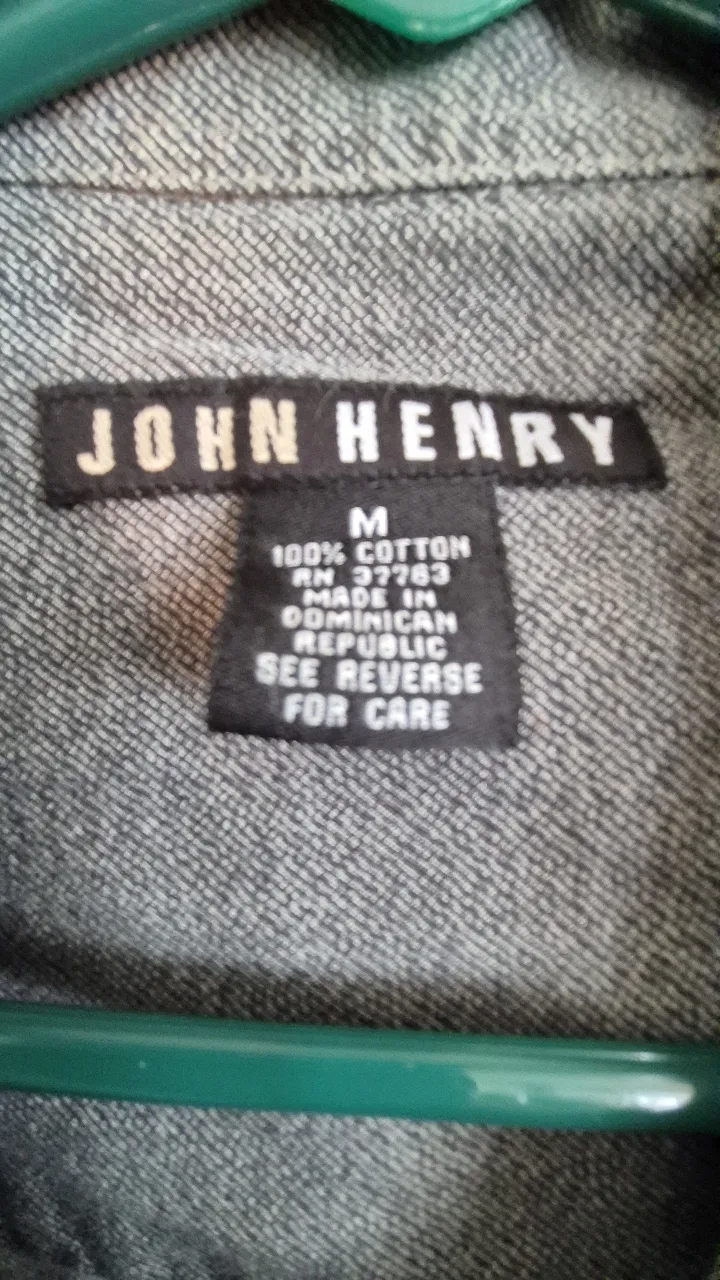 JOHN HENRY
M
100% COTTON
RN 37763
MADE IN
DOMINICAN
REPUBLIC
SEE REVERSE
FOR CARE